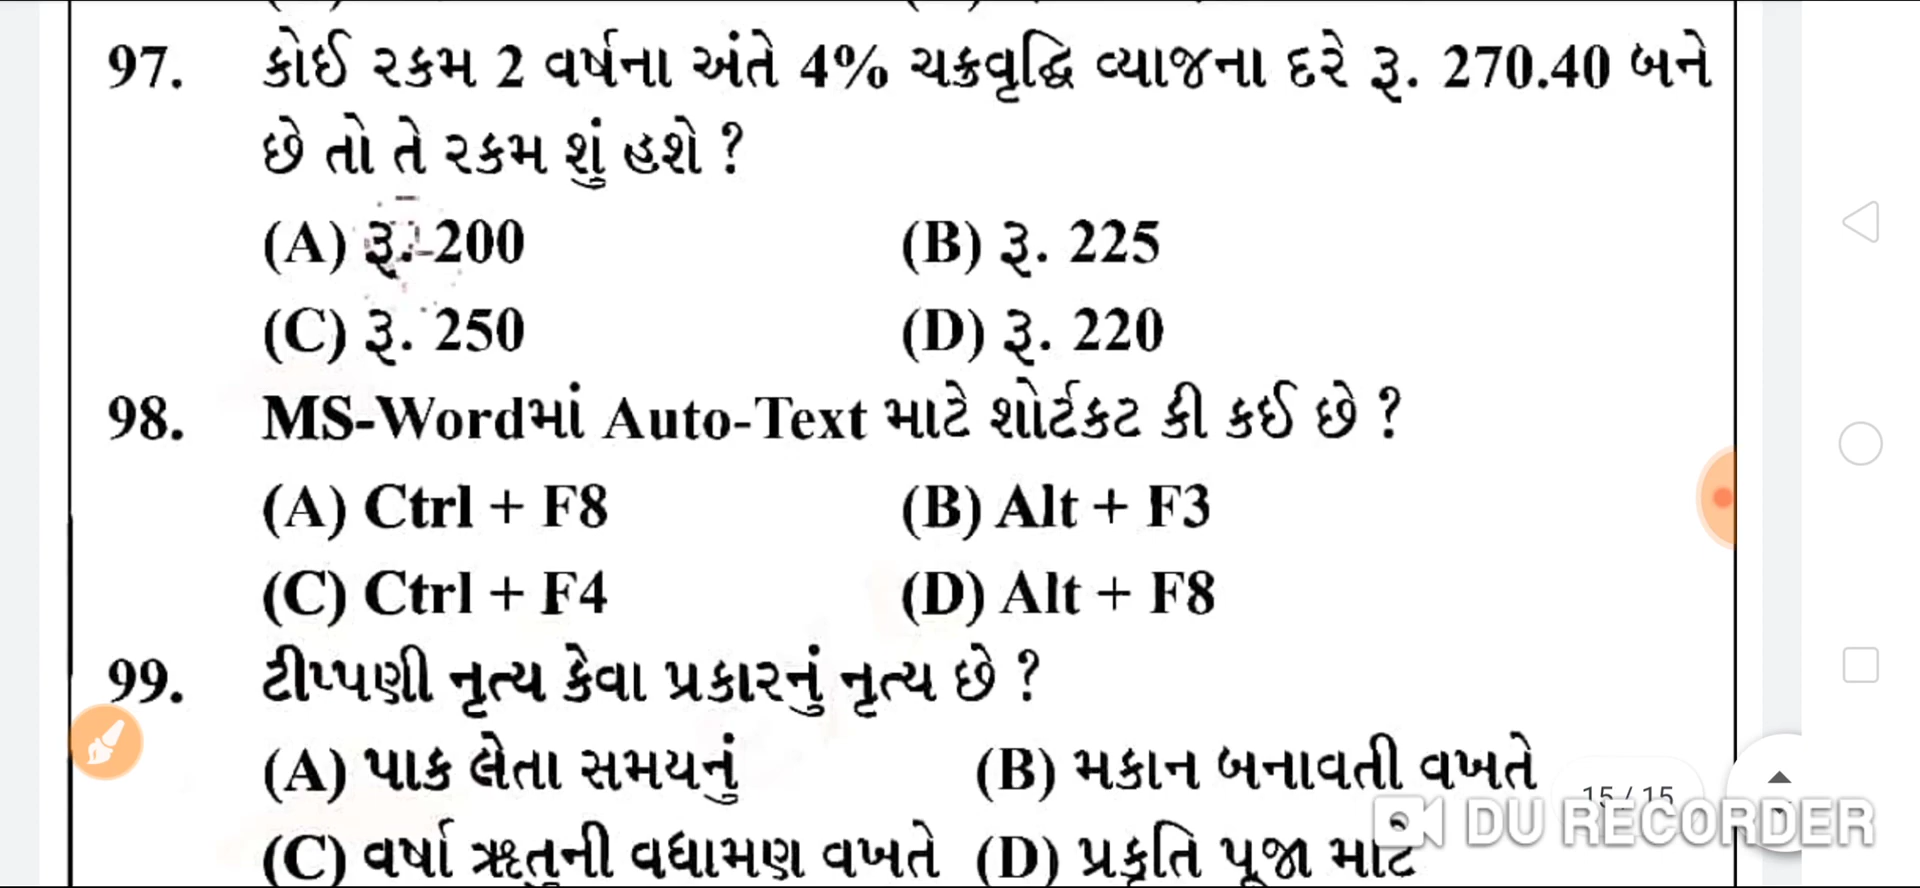 97. કોઈ રકમ 2 વર્ષના અંતે 4% ચક્રવૃદ્ધિ વ્યાજના દરે રૂ. 270.40 બને
છે તો તે રકમ શું હશે ?
(A) રૂ. 200 (B) રૂ. 225
(C) રૂ. 250 (D) રૂ. 220
98. MS-Wordમાં Auto-Text માટે શોર્ટકટ કી કઈ છે ?
(A) Ctrl + F8 (B) Alt + F3
(C) Ctrl + F4 (D) Alt + F8
99. ટીપ્પણી નૃત્ય કેવા પ્રકારનું નૃત્ય છે ?
(A) પાક લેતા સમયનું (B) મકાન બનાવતી વખતે
15 / 15
DU RECORDER
(C) વર્ષા ઋતુની વધામણ વખતે (D) પ્રકૃતિ પૂજા માટે